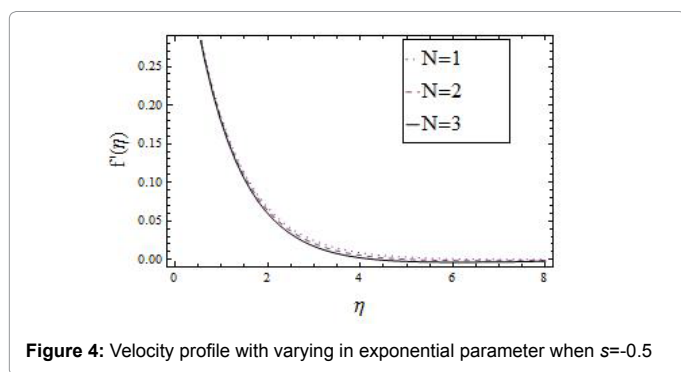 N=1
N=2
N=3
0.25
0.20
0.15
0.10
0.05
0.00
f'(η)
0 2 4 6 8
η
Figure 4: Velocity profile with varying in exponential parameter when s=-0.5